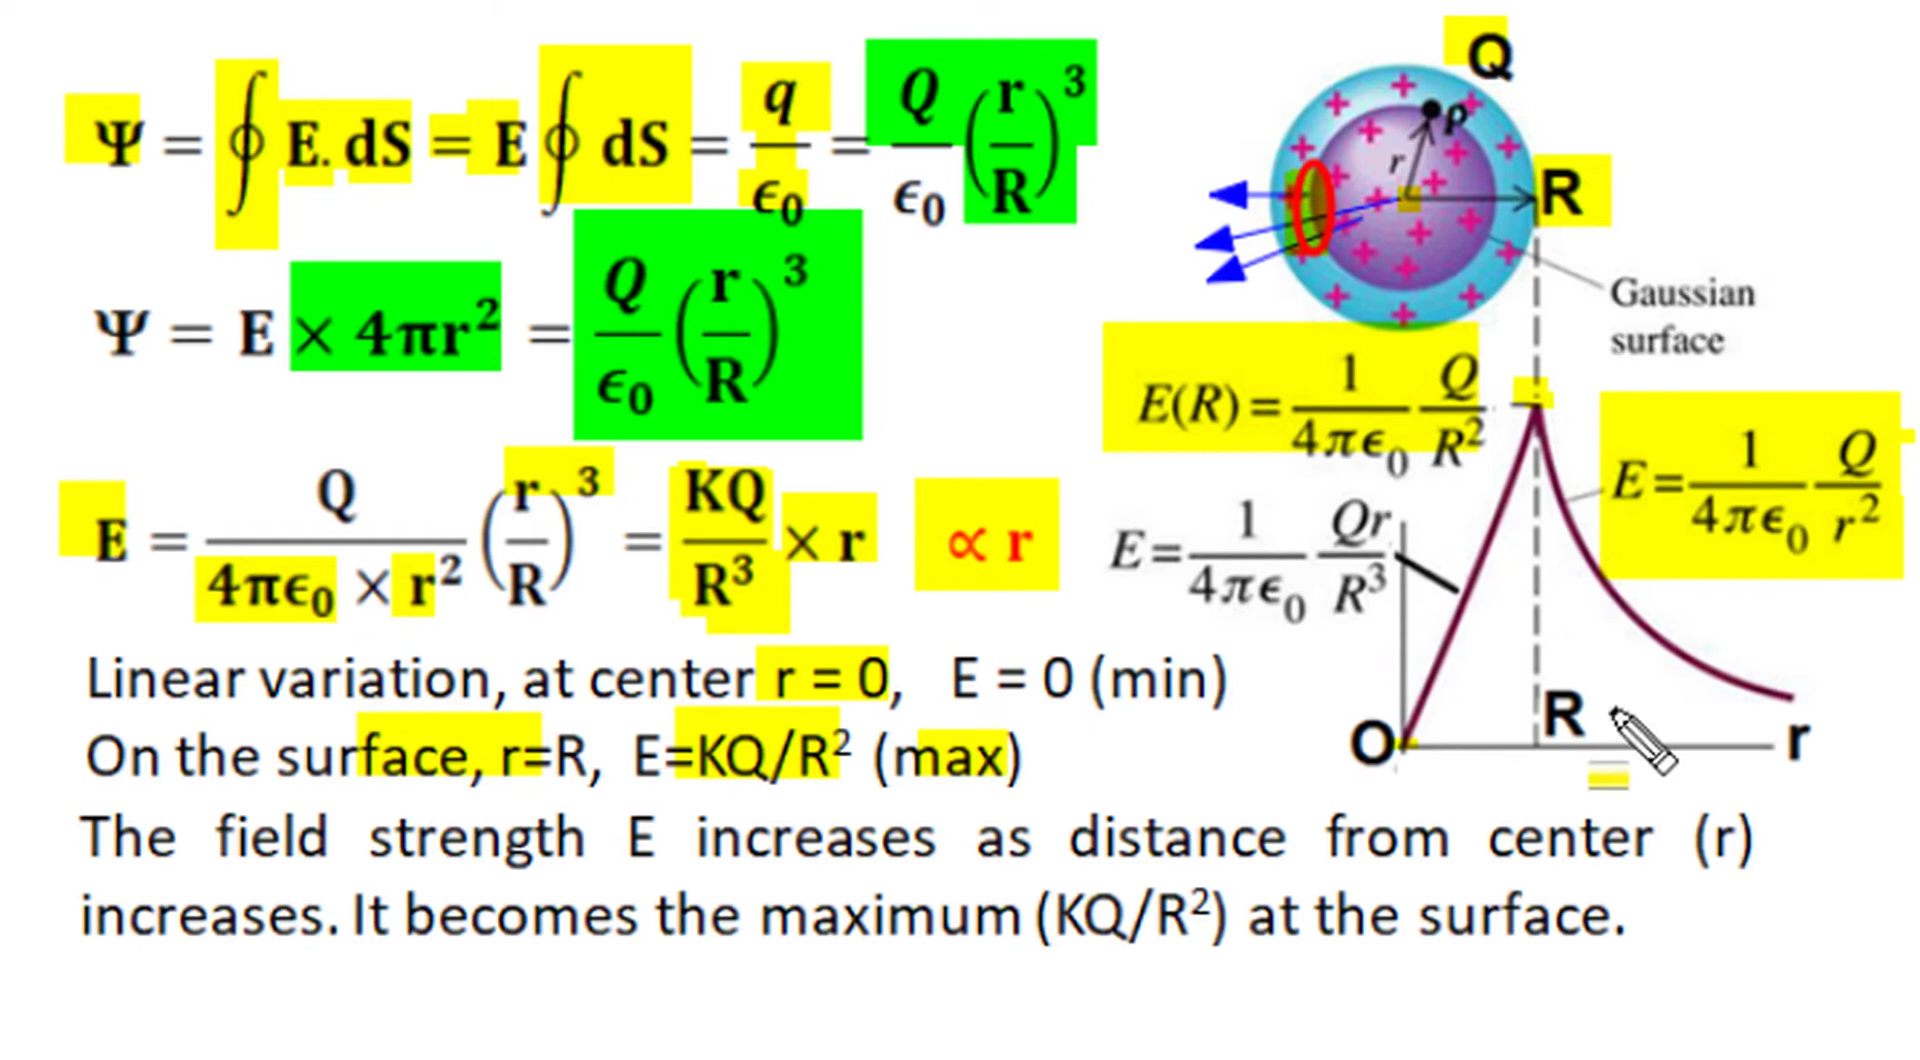 Ψ = ∮ E. dS = E ∮ dS = q/ϵ₀ = Q/ϵ₀ (r/R)³
Ψ = E × 4πr² = Q/ϵ₀ (r/R)³
E = Q/(4πϵ₀ × r²) (r/R)³ = KQ/R³ × r ∝ r
Linear variation, at center r = 0, E = 0 (min)
On the surface, r=R, E=KQ/R² (max)
The field strength E increases as distance from center (r)
increases. It becomes the maximum (KQ/R²) at the surface.
Q
P
r
R
Gaussian
surface
E(R) = 1/(4πϵ₀) Q/R²
E = 1/(4πϵ₀) Q/r²
E = 1/(4πϵ₀) Qr/R³
O
R
r